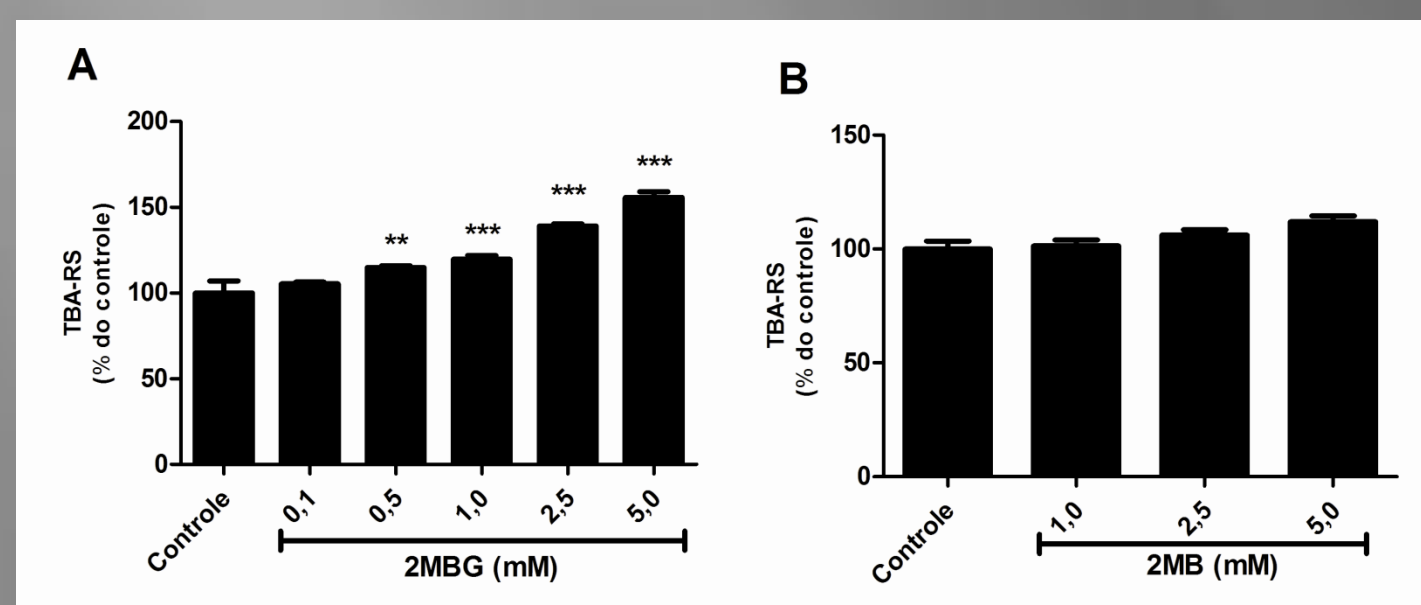 A
TBA-RS
(% do controle)
200
150
100
50
0
**
***
***
***
Controle
0,1
0,5
1,0
2,5
5,0
2MBG (mM)
B
TBA-RS
(% do controle)
150
100
50
0
Controle
1,0
2,5
5,0
2MB (mM)